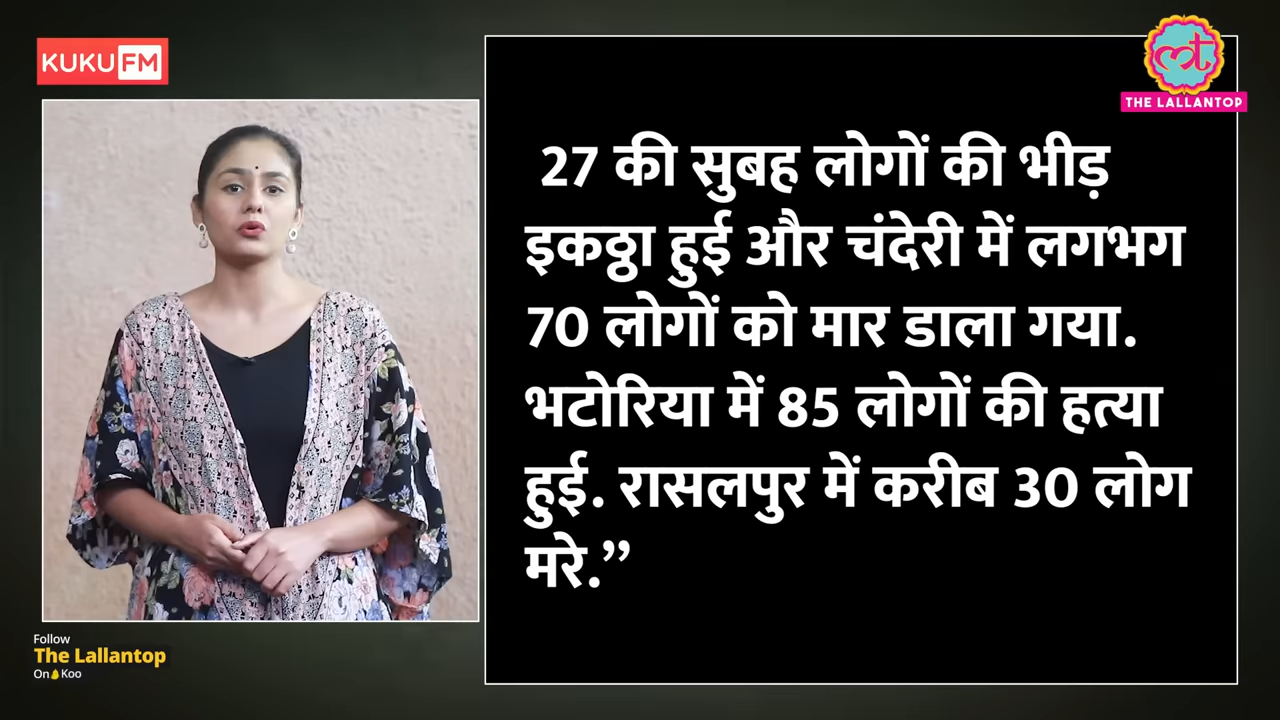 KUKU FM
लт
THE LALLANTOP
27 की सुबह लोगों की भीड़
इकठ्ठा हुई और चंदेरी में लगभग
70 लोगों को मार डाला गया.
भटोरिया में 85 लोगों की हत्या
हुई. रासलपुर में करीब 30 लोग
मरे.”
Follow
The Lallantop
On Koo